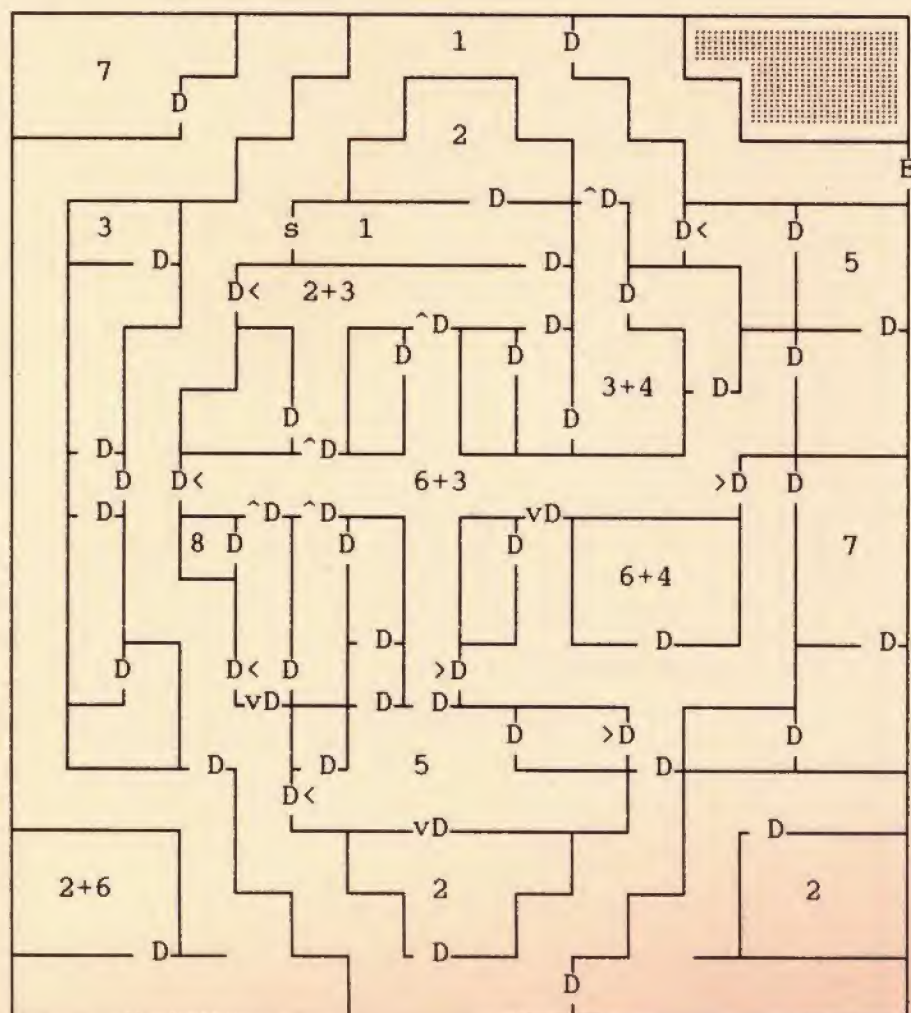 1 D
7
D
2
E
D ^D
3 s 1 D< D
D D 5
D< 2+3 D
^D D D
D D D
3+4 D
D D
D ^D
D D< 6+3 >D D
D ^D ^D vD
8 D D D 7
6+4
D D D
D D< D >D
vD D D
D >D D
D D 5 D
D<
vD D
2+6 2 2
D D
D